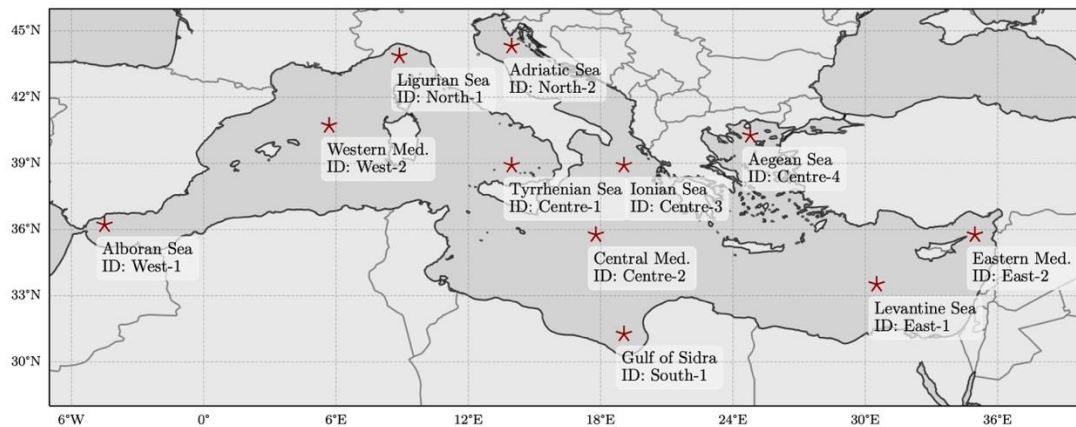 45°N
42°N
39°N
36°N
33°N
30°N
Ligurian Sea
ID: North-1
Adriatic Sea
ID: North-2
Western Med.
ID: West-2
Aegean Sea
ID: Centre-4
Tyrrhenian Sea
ID: Centre-1
Ionian Sea
ID: Centre-3
Alboran Sea
ID: West-1
Central Med.
ID: Centre-2
Eastern Med.
ID: East-2
Levantine Sea
ID: East-1
Gulf of Sidra
ID: South-1
6°W 0° 6°E 12°E 18°E 24°E 30°E 36°E